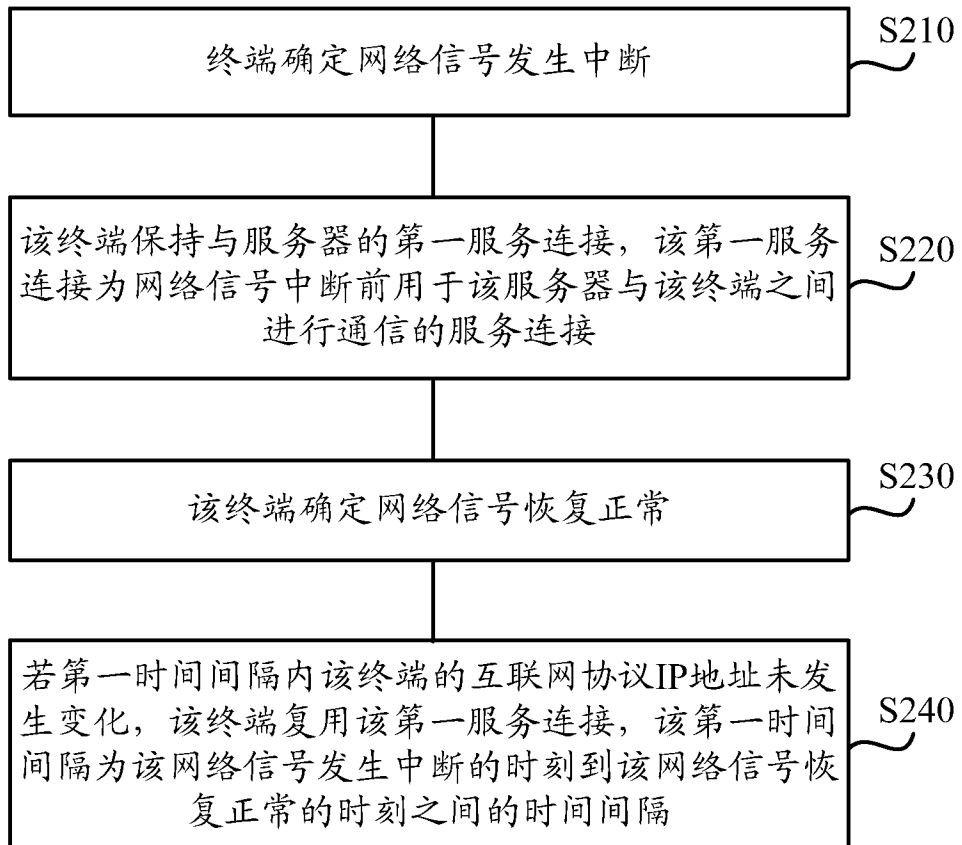 S210
终端确定网络信号发生中断
该终端保持与服务器的第一服务连接，该第一服务
S220
连接为网络信号中断前用于该服务器与该终端之间
进行通信的服务连接
S230
该终端确定网络信号恢复正常
若第一时间间隔内该终端的互联网协议IP地址未发
生变化，该终端复用该第一服务连接，该第一时间
S240
间隔为该网络信号发生中断的时刻到该网络信号恢
复正常的时刻之间的时间间隔